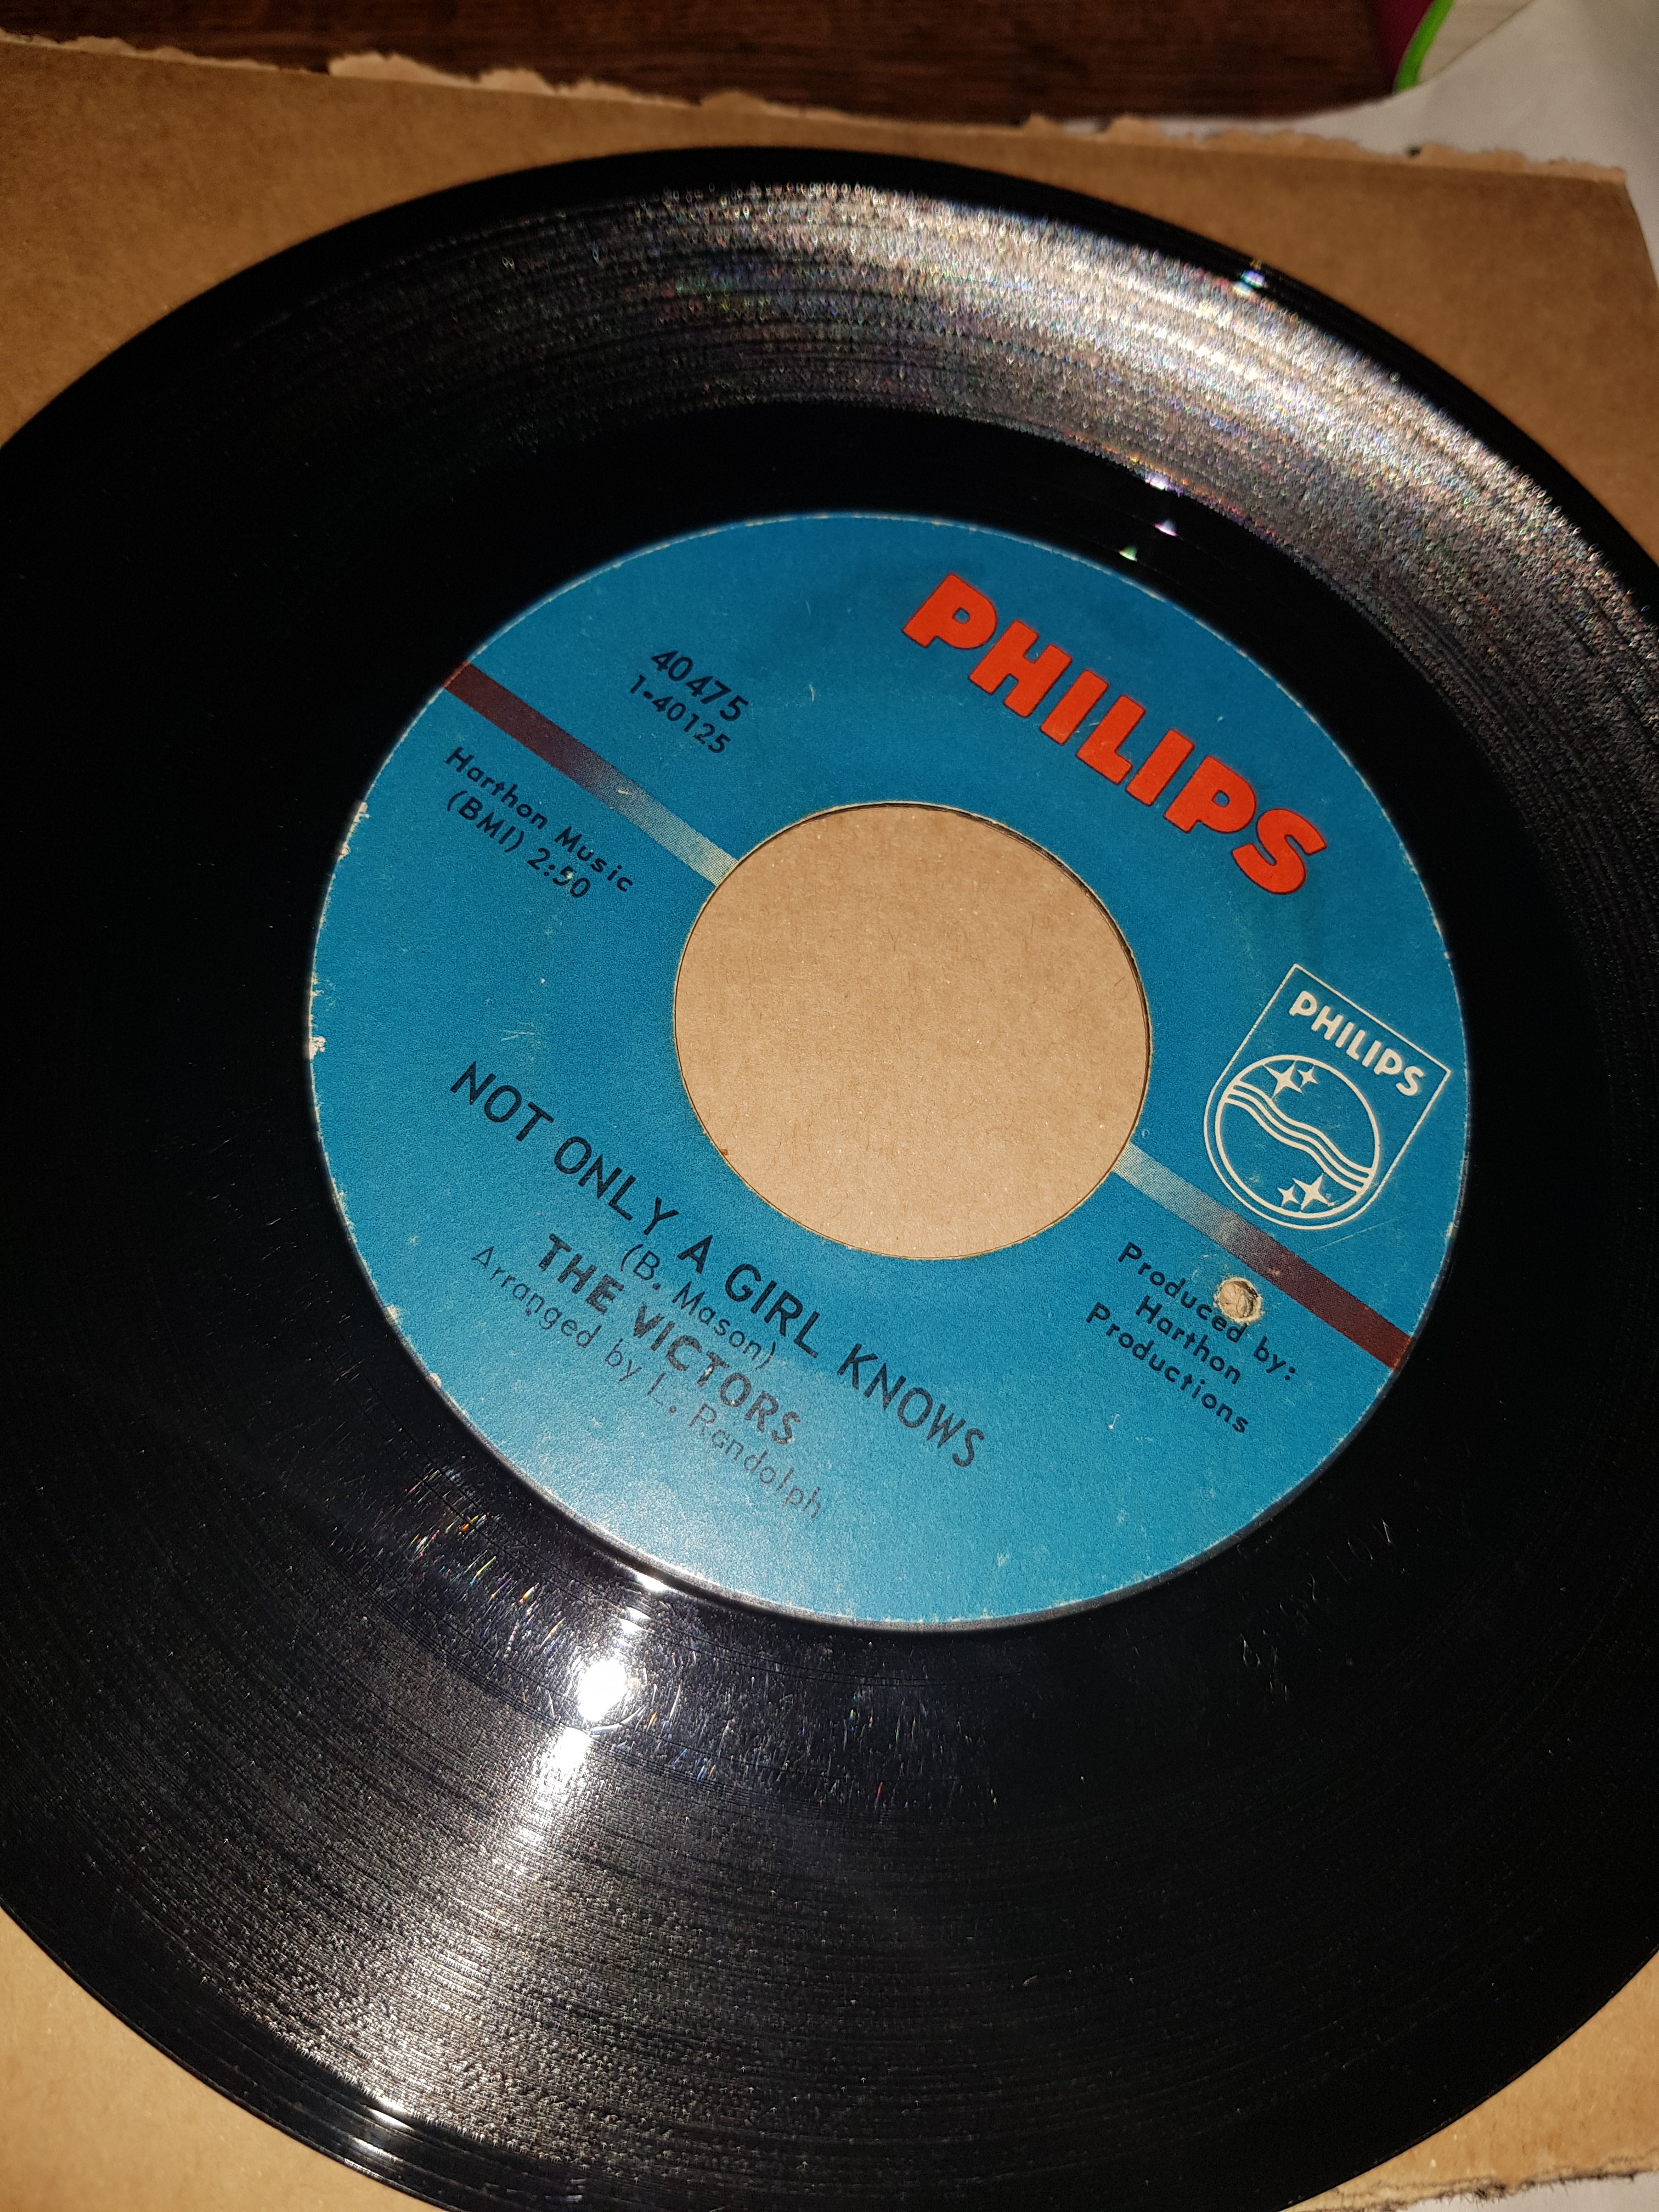 PHILIPS
40475
1-40125
Harthon Music
(BMI) 2:50
PHILIPS
Produced by:
Harthon
Productions
NOT ONLY A GIRL KNOWS
(B. Mason)
THE VICTORS
Arranged by L. Randolph